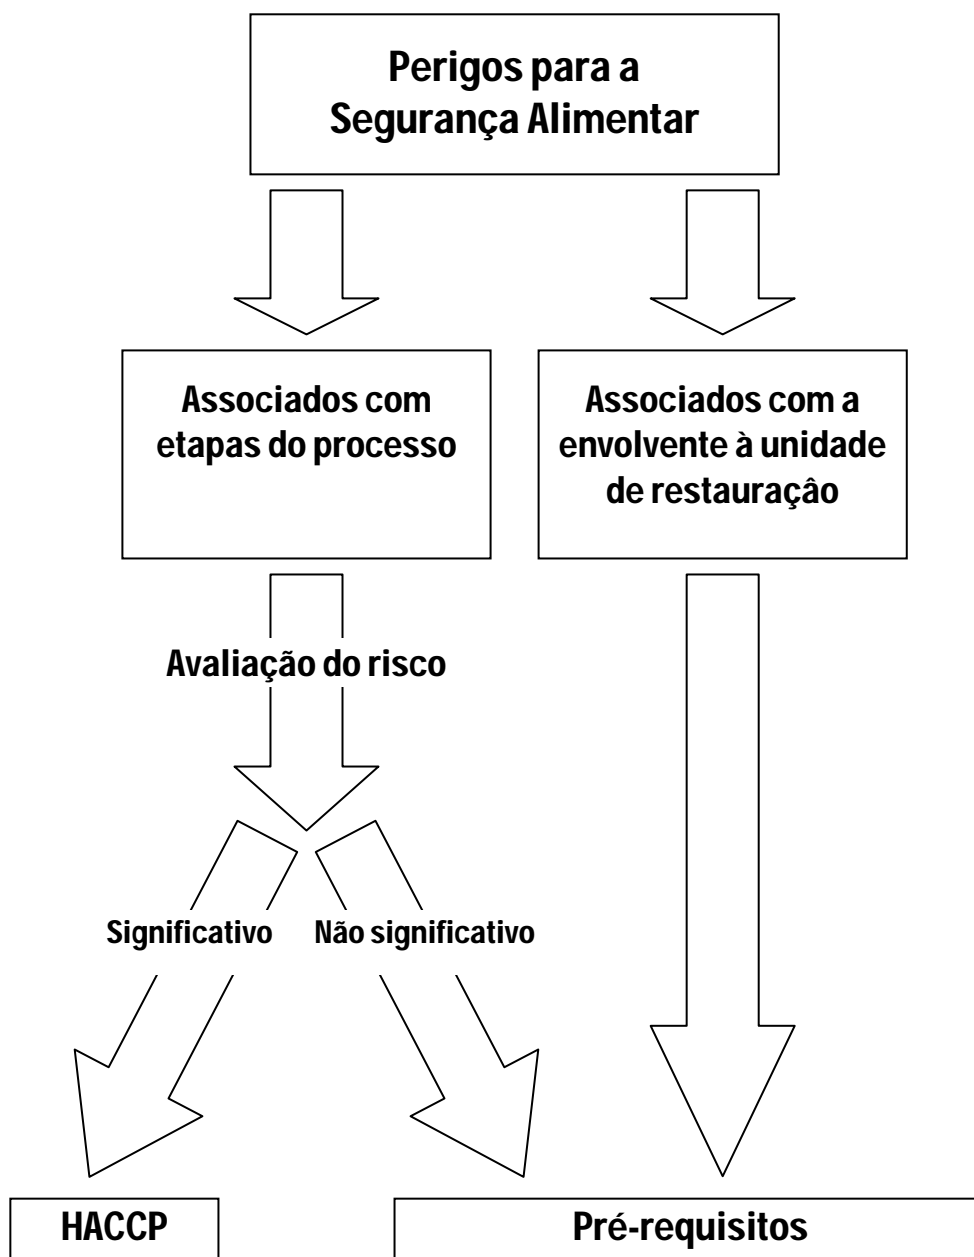 Perigos para a
Segurança Alimentar
Associados com
etapas do processo
Associados com a
envolvente à unidade
de restauraçâo
Avaliação do risco
Significativo
Não significativo
HACCP
Pré-requisitos